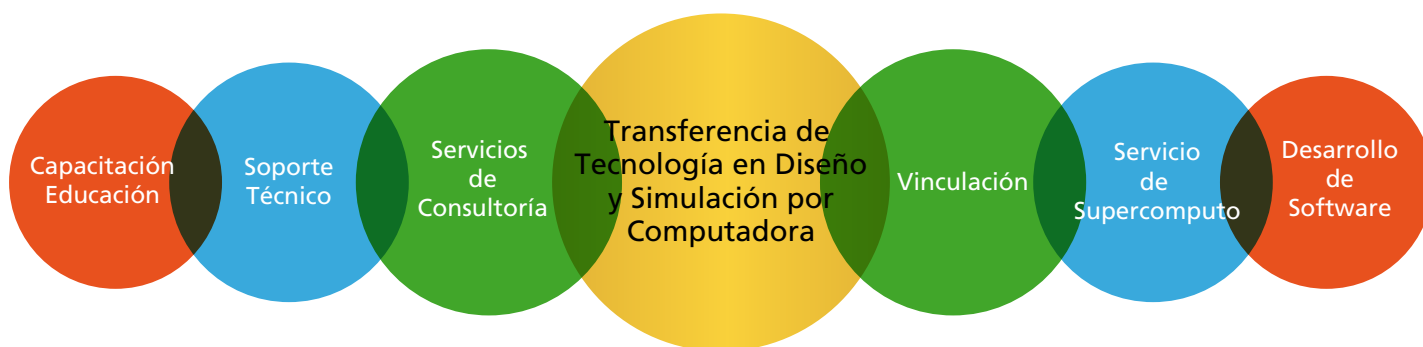 Capacitación
Educación
Soporte
Técnico
Servicios
de
Consultoría
Transferencia de
Tecnología en Diseño
y Simulación por
Computadora
Vinculación
Servicio
de
Supercomputo
Desarrollo
de
Software